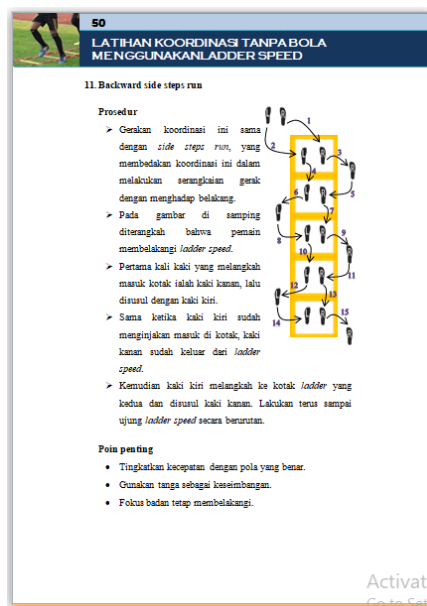 50
LATIHAN KOORDINASI TANPA BOLA
MENGGUNAKANLADDER SPEED
11. Backward side steps run
Prosedur
➢ Gerakan koordinasi ini sama
dengan side steps run, yang
membedakan koordinasi ini dalam
melakukan serangkaian gerak
dengan menghadap belakang.
➢ Pada gambar di samping
diterangkah bahwa pemain
membelakangi ladder speed.
➢ Pertama kali kaki yang melangkah
masuk kotak ialah kaki kanan, lalu
disusul dengan kaki kiri.
➢ Sama ketika kaki kiri sudah
menginjakan masuk di kotak, kaki
kanan sudah keluar dari ladder
speed.
➢ Kemudian kaki kiri melangkah ke kotak ladder yang
kedua dan disusul kaki kanan. Lakukan terus sampai
ujung ladder speed secara berurutan.
1
2
3
4
5
6
7
8
9
10
11
12
13
14
15
Poin penting
• Tingkatkan kecepatan dengan pola yang benar.
• Gunakan tanga sebagai keseimbangan.
• Fokus badan tetap membelakangi.
Activat
Go to Set